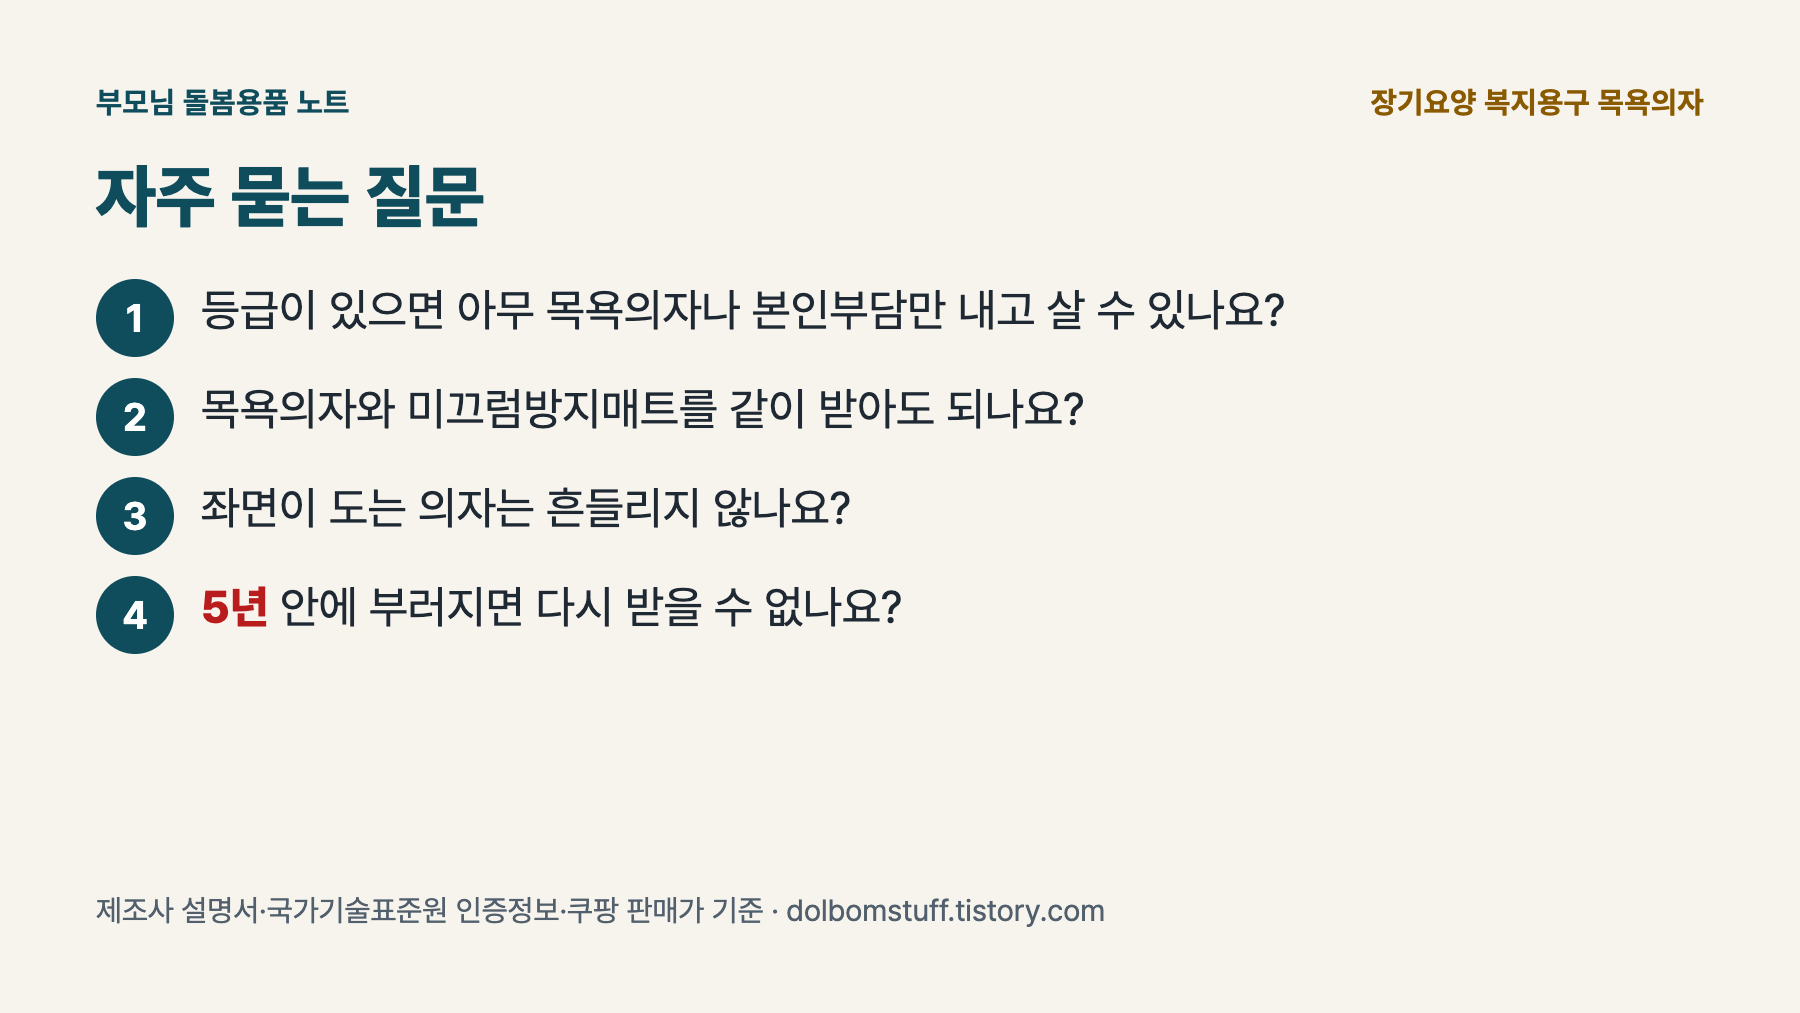 부모님 돌봄용품 노트
장기요양 복지용구 목욕의자
자주 묻는 질문
1 등급이 있으면 아무 목욕의자나 본인부담만 내고 살 수 있나요?
2 목욕의자와 미끄럼방지매트를 같이 받아도 되나요?
3 좌면이 도는 의자는 흔들리지 않나요?
4 5년 안에 부러지면 다시 받을 수 없나요?
제조사 설명서·국가기술표준원 인증정보·쿠팡 판매가 기준 · dolbomstuff.tistory.com